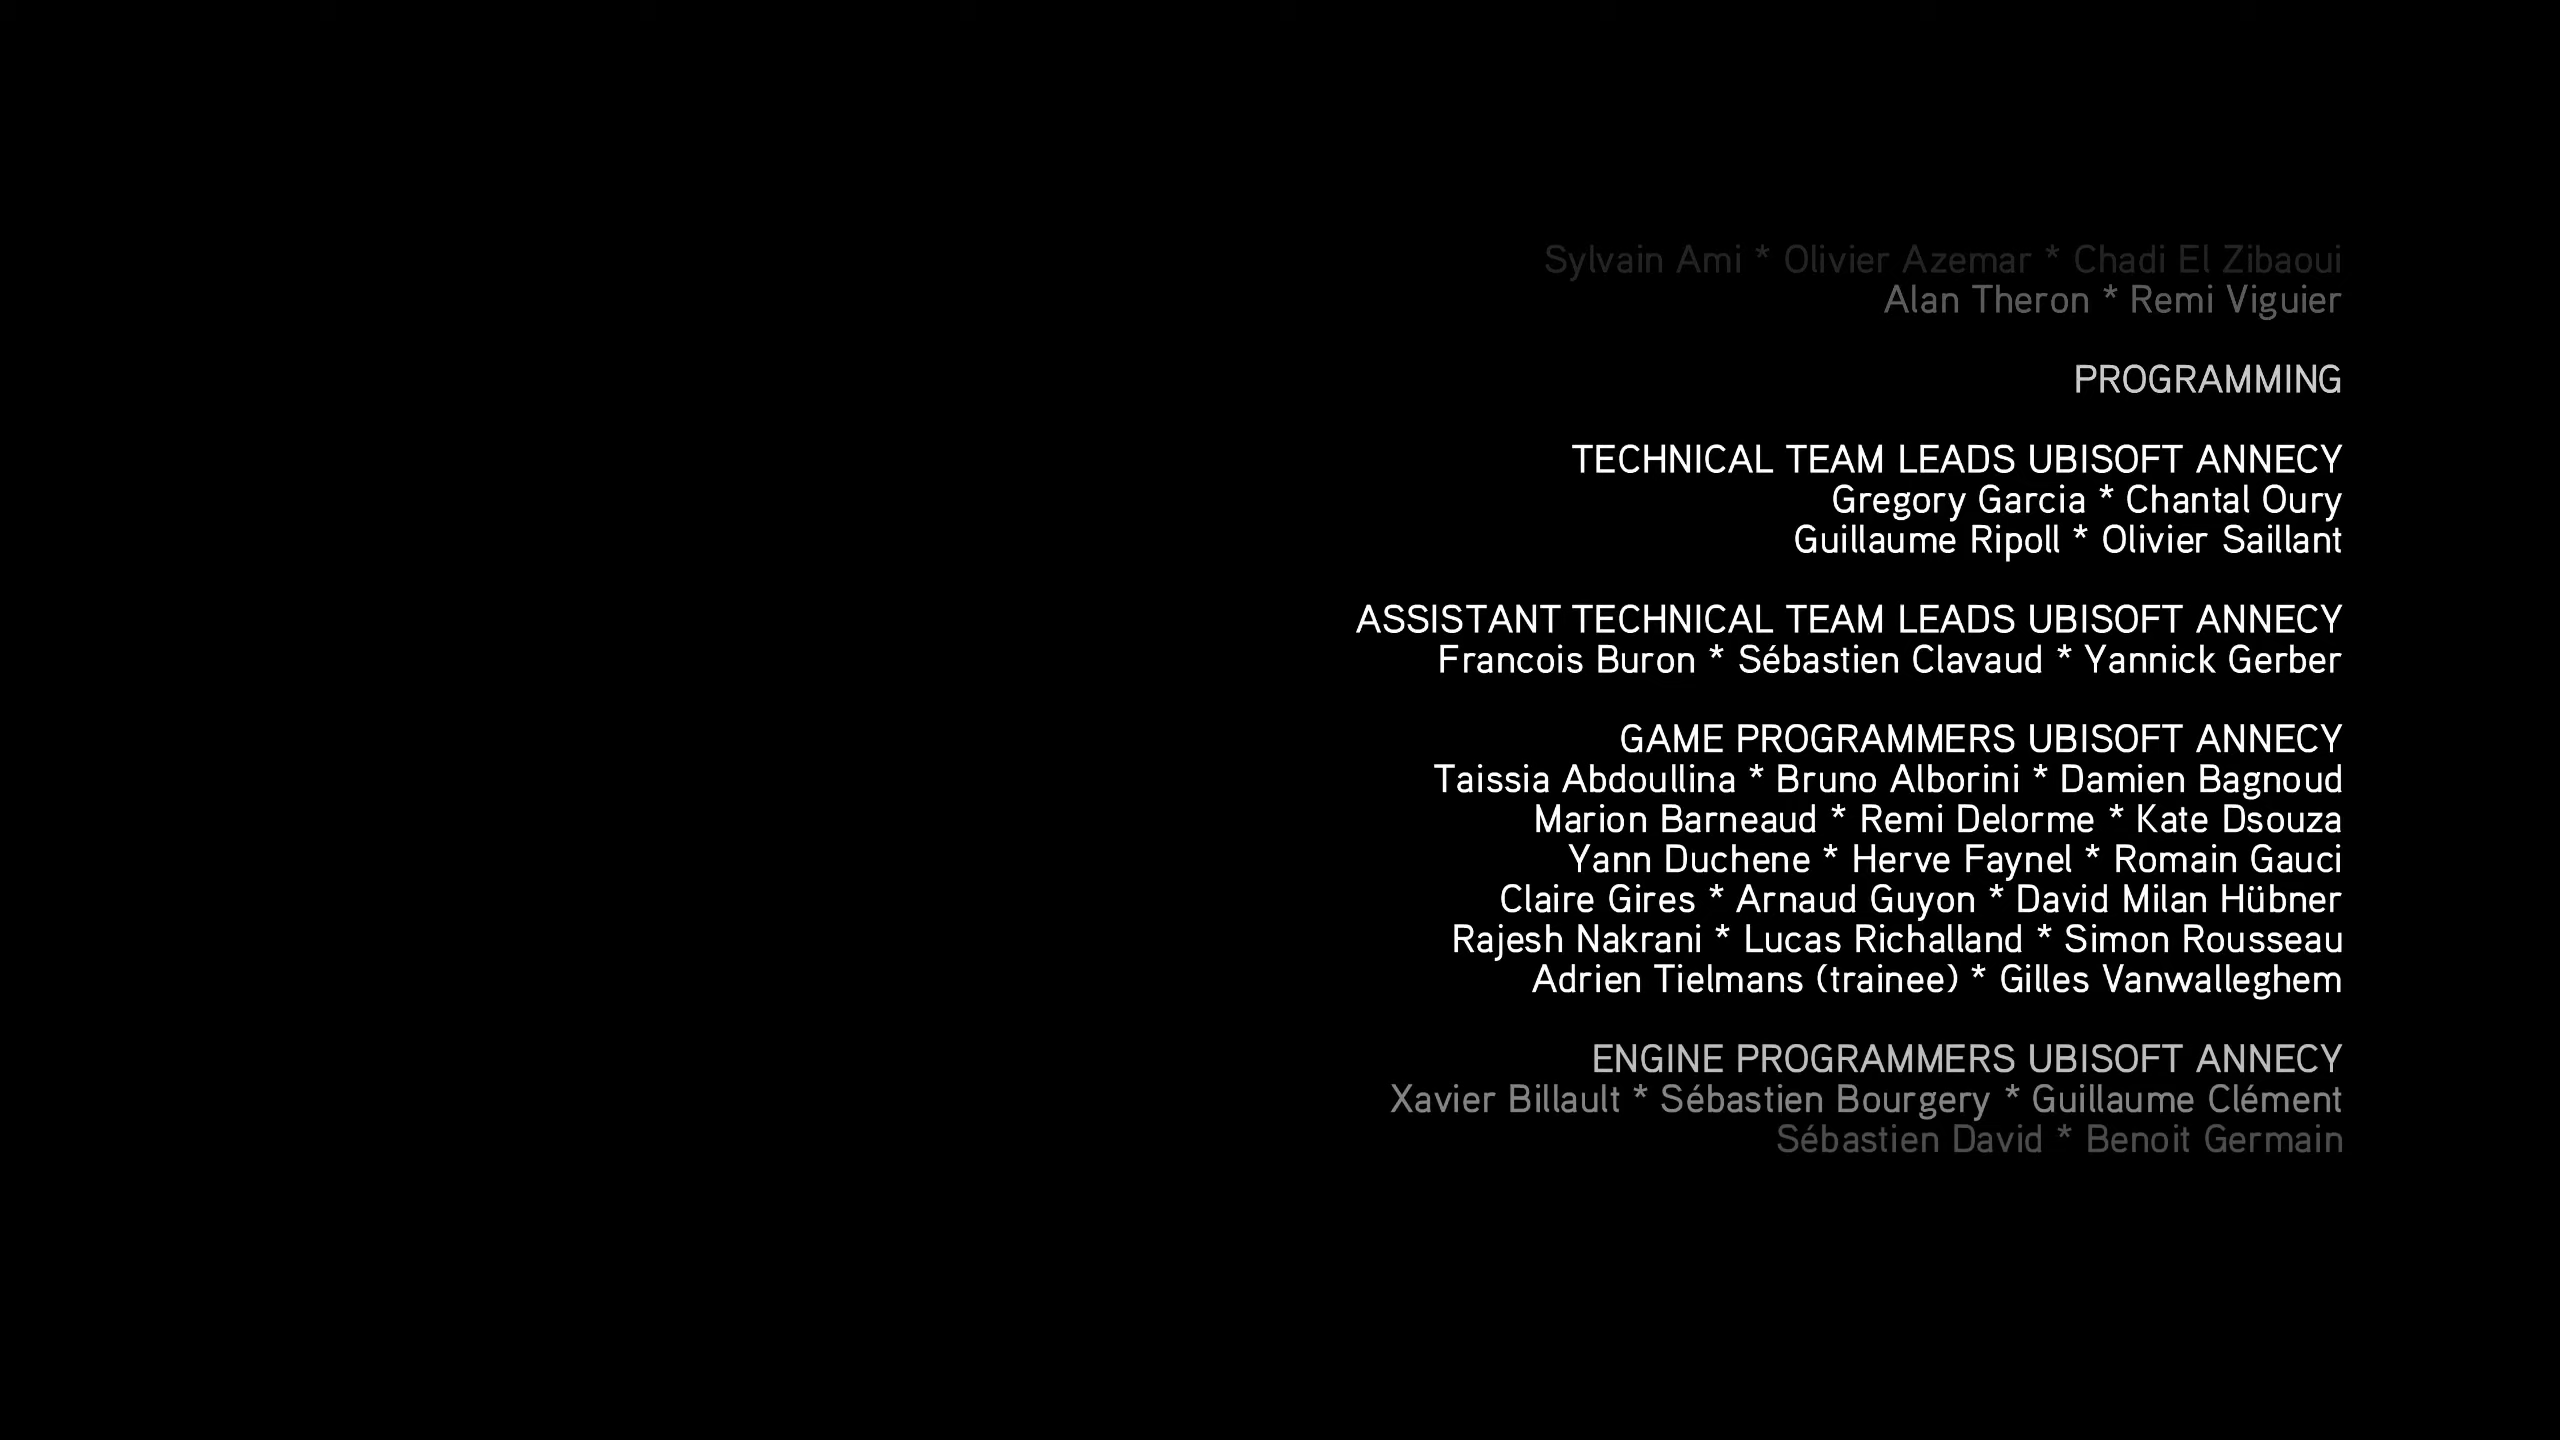 Sylvain Ami * Olivier Azemar * Chadi El Zibaoui
Alan Theron * Remi Viguier
PROGRAMMING
TECHNICAL TEAM LEADS UBISOFT ANNECY
Gregory Garcia * Chantal Oury
Guillaume Ripoll * Olivier Saillant
ASSISTANT TECHNICAL TEAM LEADS UBISOFT ANNECY
Francois Buron * Sébastien Clavaud * Yannick Gerber
GAME PROGRAMMERS UBISOFT ANNECY
Taissia Abdoullina * Bruno Alborini * Damien Bagnoud
Marion Barneaud * Remi Delorme * Kate Dsouza
Yann Duchene * Herve Faynel * Romain Gauci
Claire Gires * Arnaud Guyon * David Milan Hübner
Rajesh Nakrani * Lucas Richalland * Simon Rousseau
Adrien Tielmans (trainee) * Gilles Vanwalleghem
ENGINE PROGRAMMERS UBISOFT ANNECY
Xavier Billault * Sébastien Bourgery * Guillaume Clément
Sébastien David * Benoit Germain